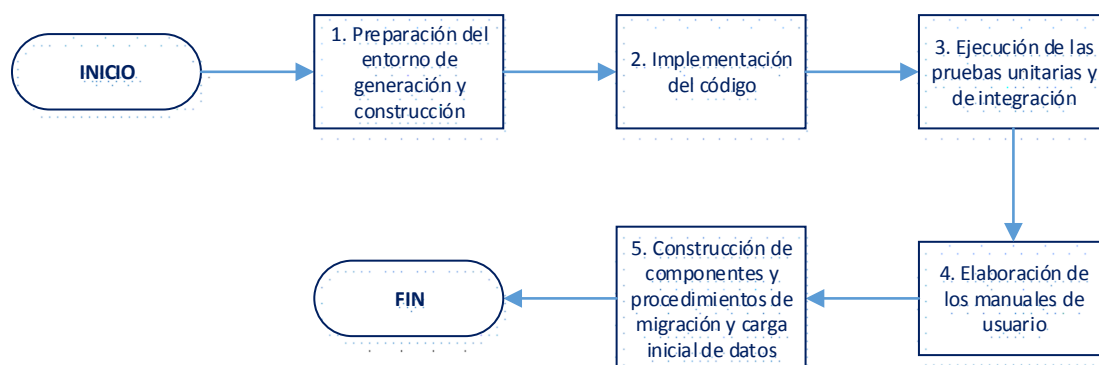 INICIO
1. Preparación del
entorno de
generación y
construcción
2. Implementación
del código
3. Ejecución de las
pruebas unitarias y
de integración
4. Elaboración de
los manuales de
usuario
5. Construcción de
componentes y
procedimientos de
migración y carga
inicial de datos
FIN